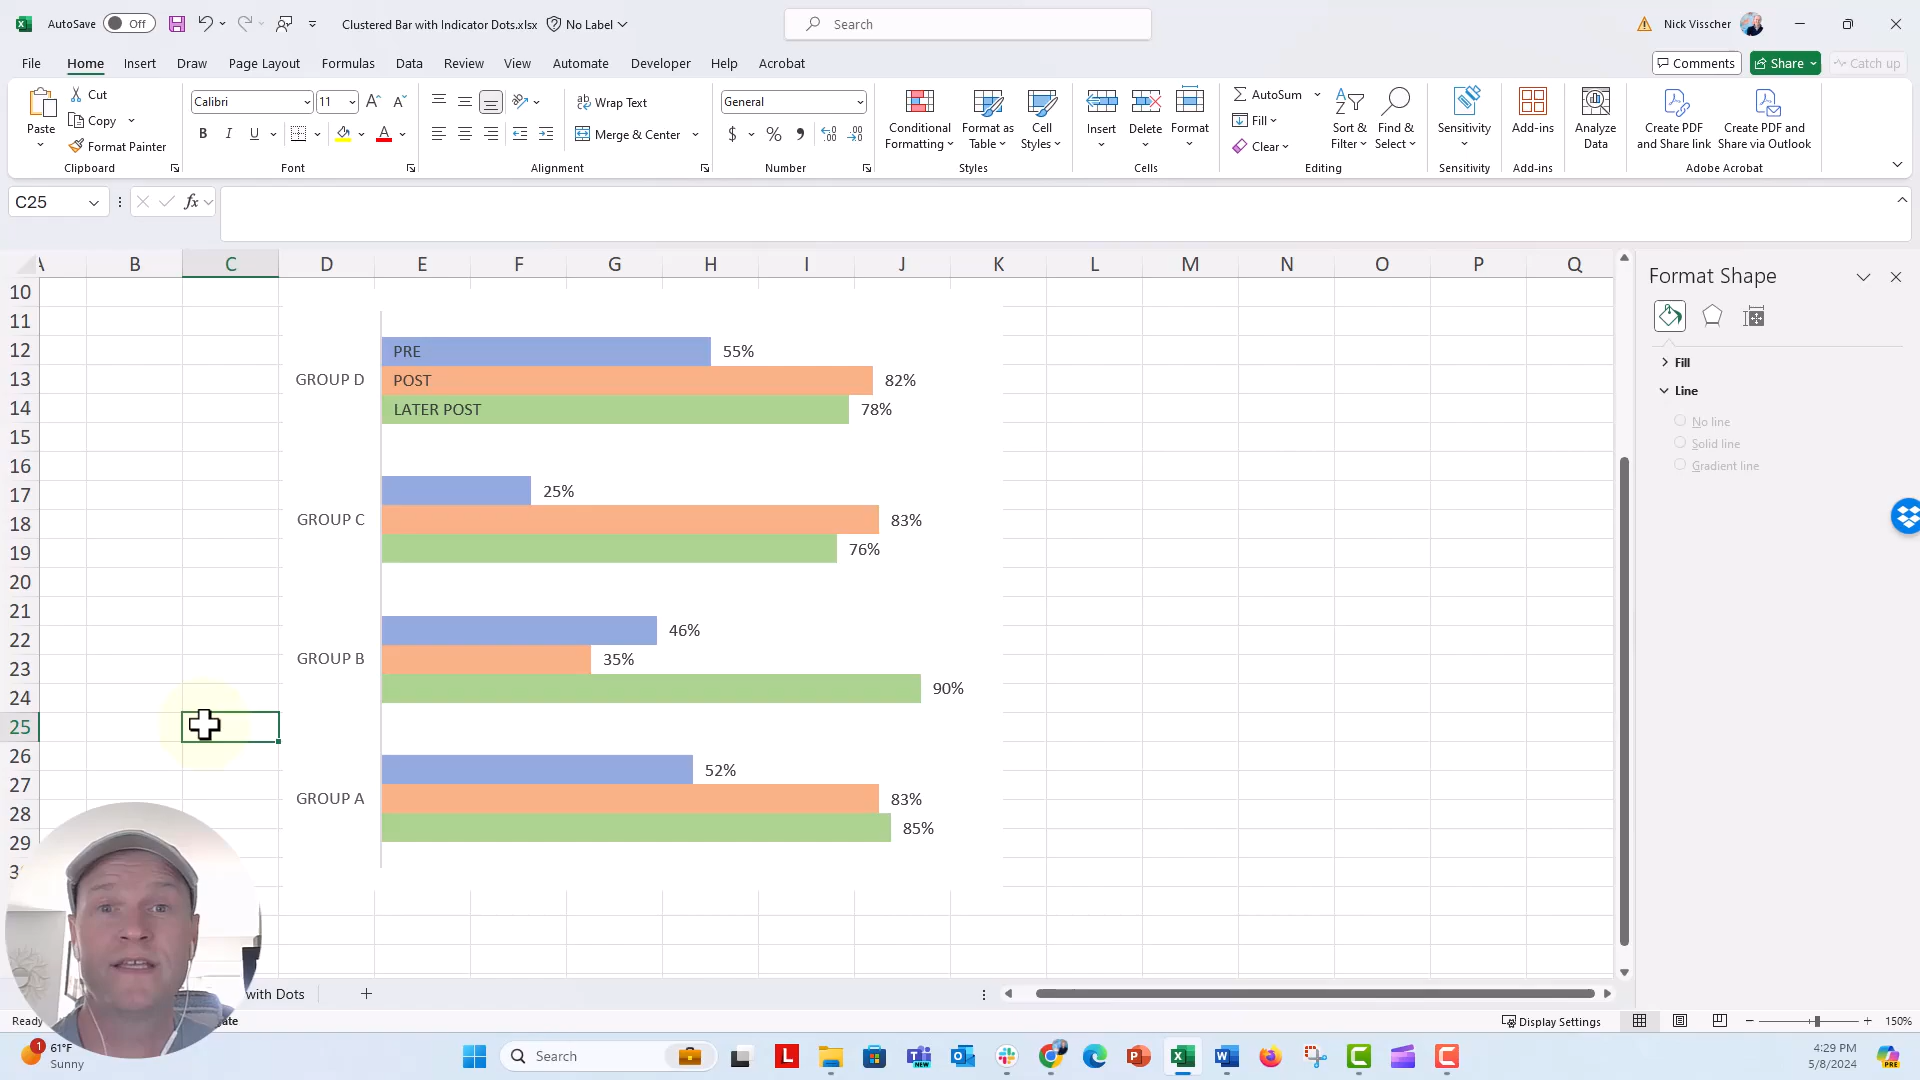 AutoSave Off Clustered Bar with Indicator Dots.xlsx No Label Search Nick Visscher
File Home Insert Draw Page Layout Formulas Data Review View Automate Developer Help Acrobat Comments Share Catch up
Paste Cut Copy Format Painter Clipboard
Calibri 11 B I U A Font
Wrap Text Merge & Center Alignment
General $ % , Number
Conditional Formatting Format as Table Cell Styles Styles
Insert Delete Format Cells
AutoSum Fill Clear Sort & Filter Find & Select Editing
Sensitivity Sensitivity
Add-ins Add-ins
Analyze Data
Create PDF and Share link Create PDF and Share via Outlook Adobe Acrobat
C25 fx
A B C D E F G H I J K L M N O P Q
10
11
12
13
14
15
16
17
18
19
20
21
22
23
24
25
26
27
28
29
GROUP D
PRE 55%
POST 82%
LATER POST 78%
GROUP C
25%
83%
76%
GROUP B
46%
35%
90%
GROUP A
52%
83%
85%
Format Shape
Fill
Line
No line
Solid line
Gradient line
with Dots
Ready Display Settings 150%
1 61°F
Sunny
Search
4:29 PM
5/8/2024